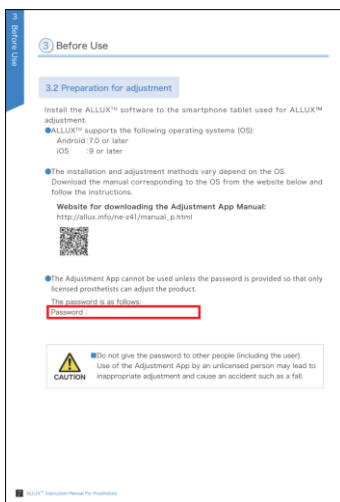 3
Before Use
3 Before Use
3.2 Preparation for adjustment
Install the ALLUX™ software to the smartphone tablet used for ALLUX™
adjustment.
●ALLUX™ supports the following operating systems (OS):
Android :7.0 or later
iOS :9 or later
●The installation and adjustment methods vary depend on the OS.
Download the manual corresponding to the OS from the website below and
follow the instructions.
Website for downloading the Adjustment App Manual:
http://allux.info/ne-z41/manual_p.html
●The Adjustment App cannot be used unless the password is provided so that only
licensed prosthetists can adjust the product.
The password is as follows:
Password :
CAUTION
■Do not give the password to other people (including the user).
Use of the Adjustment App by an unlicensed person may lead to
inappropriate adjustment and cause an accident such as a fall.
ALLUX™ Instruction Manual For Prosthetists